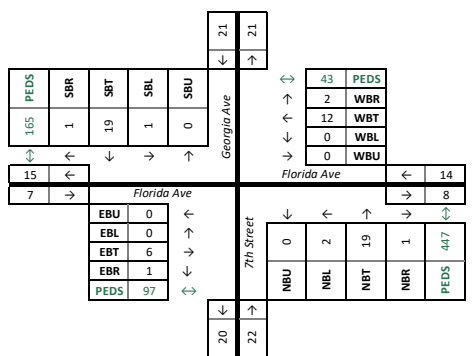 21 21
↓ ↑
PEDS SBR SBT SBL SBU
165 1 19 1 0
↕ ← ↓ → ↑
Georgia Ave
↔ 43 PEDS
↑ 2 WBR
← 12 WBT
↓ 0 WBL
→ 0 WBU
15 ←
7 →
Florida Ave
Florida Ave
← 14
→ 8
EBU 0 ←
EBL 0 ↑
EBT 6 →
EBR 1 ↓
PEDS 97 ↔
7th Street
↓ ← ↑ → ↕
0 2 19 1 447
NBU NBL NBT NBR PEDS
↓ ↑
20 22